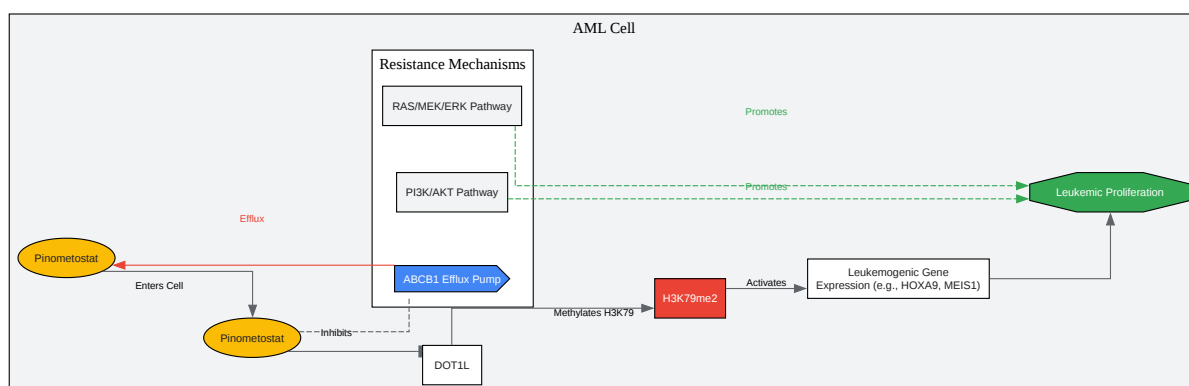 AML Cell
Resistance Mechanisms
RAS/MEK/ERK Pathway
Promotes
PI3K/AKT Pathway
Promotes
Leukemic Proliferation
Efflux
Pinometostat
ABCB1 Efflux Pump
Enters Cell
Leukemogenic Gene
Expression (e.g., HOXA9, MEIS1)
Activates
H3K79me2
Methylates H3K79
Pinometostat
Inhibits
DOT1L